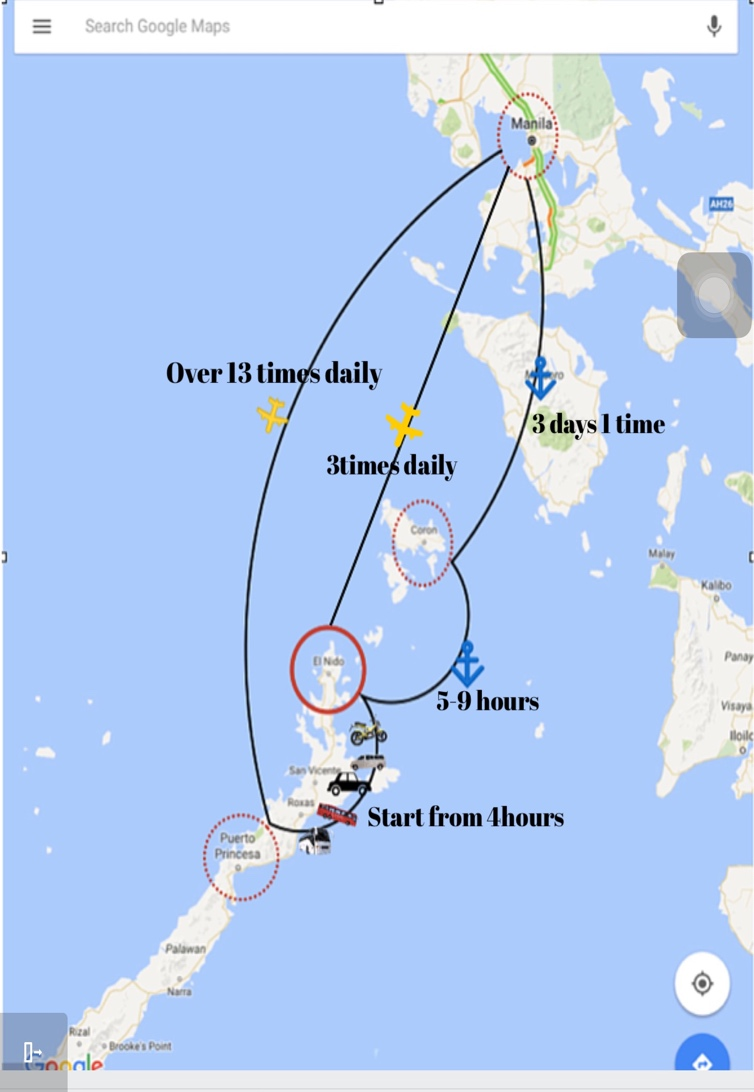 Search Google Maps
Manila
AH26
Over 13 times daily
3 days 1 time
3times daily
Coron
Malay
Kalibo
El Nido
Panay
Visaya
5-9 hours
Iloilo
San Vicente
Roxas
Start from 4hours
Puerto
Princesa
Palawan
Narra
Rizal
Brooke's Point
Google